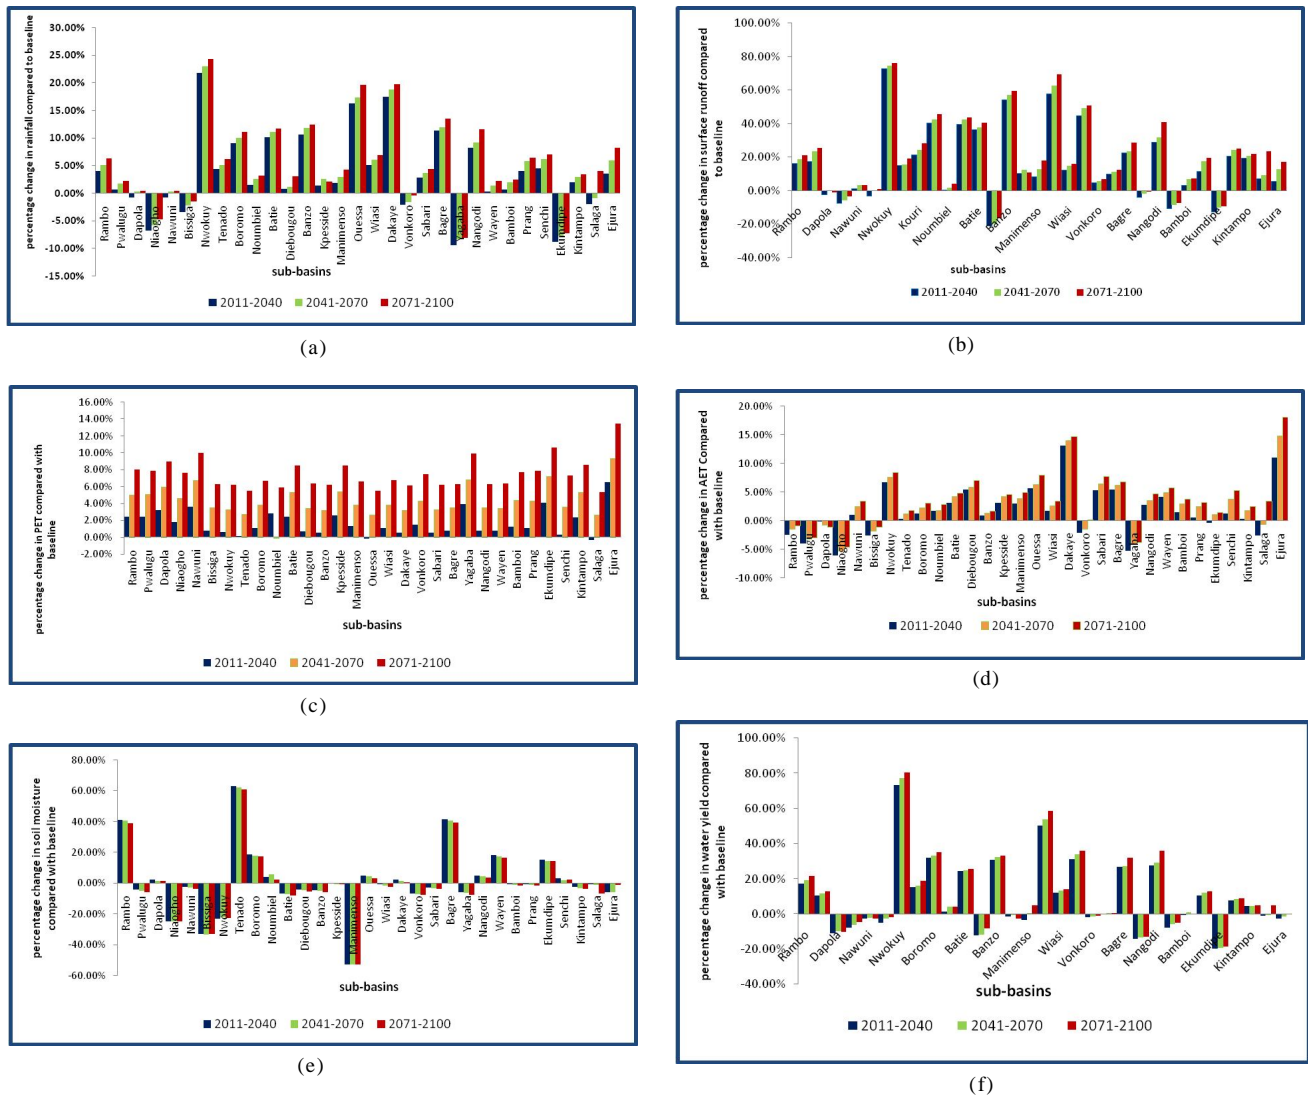 percentage change in rainfall compared to baseline
30.00%
25.00%
20.00%
15.00%
10.00%
5.00%
0.00%
-5.00%
-10.00%
-15.00%
Rambo
Pwalugu
Dapola
Niaogho
Nawuni
Bissiga
Nwokuy
Tenado
Boromo
Noumbiel
Batie
Diebougou
Banzo
Kpesside
Manimenso
Ouessa
Wiasi
Dakaye
Vonkoro
Sabari
Bagre
Yagaba
Nangodi
Wayen
Bamboi
Prang
Senchi
Ekumdipe
Kintampo
Salaga
Ejura
sub-basins
2011-2040 2041-2070 2071-2100
(a)
percentage change in surface runoff compared
to baseline
100.00%
80.00%
60.00%
40.00%
20.00%
0.00%
-20.00%
-40.00%
Rambo
Dapola
Nawuni
Nwokuy
Kouri
Noumbiel
Batie
Banzo
Manimenso
Wiasi
Vonkoro
Bagre
Nangodi
Bamboi
Ekumdipe
Kintampo
Ejura
sub-basins
2011-2040 2041-2070 2071-2100
(b)
percentage change in PET compared with
baseline
16.00%
14.00%
12.00%
10.00%
8.00%
6.00%
4.00%
2.00%
0.00%
-2.00%
Rambo
Pwalugu
Dapola
Niaogho
Nawuni
Bissiga
Nwokuy
Tenado
Boromo
Noumbiel
Batie
Diebougou
Banzo
Kpesside
Manimenso
Ouessa
Wiasi
Dakaye
Vonkoro
Sabari
Bagre
Yagaba
Nangodi
Wayen
Bamboi
Prang
Ekumdipe
Senchi
Kintampo
Salaga
Ejura
sub-basins
2011-2040 2041-2070 2071-2100
(c)
percentage change in AET Compared
with baseline
20.00%
15.00%
10.00%
5.00%
0.00%
-5.00%
-10.00%
Rambo
Pwalugu
Dapola
Niaogho
Nawuni
Bissiga
Nwokuy
Tenado
Boromo
Noumbiel
Batie
Diebougou
Banzo
Kpesside
Manimenso
Ouessa
Wiasi
Dakaye
Vonkoro
Sabari
Bagre
Yagaba
Nangodi
Wayen
Bamboi
Prang
Ekumdipe
Senchi
Kintampo
Salaga
Ejura
sub-basins
2011-2040 2041-2070 2071-2100
(d)
percentage change in soil moisture
compared with baseline
80.00%
60.00%
40.00%
20.00%
0.00%
-20.00%
-40.00%
-60.00%
Rambo
Pwalugu
Dapola
Niaogho
Nawuni
Bissiga
Nwokuy
Tenado
Boromo
Noumbiel
Batie
Diebougou
Banzo
Kpesside
Manimenso
Ouessa
Wiasi
Dakaye
Vonkoro
Sabari
Bagre
Yagaba
Nangodi
Wayen
Bamboi
Prang
Ekumdipe
Senchi
Kintampo
Salaga
Ejura
sub-basins
2011-2040 2041-2070 2071-2100
(e)
percentage change in water yield compared
with baseline
100.00%
80.00%
60.00%
40.00%
20.00%
0.00%
-20.00%
-40.00%
Rambo
Dapola
Nawuni
Nwokuy
Boromo
Batie
Banzo
Manimenso
Wiasi
Vonkoro
Bagre
Nangodi
Bamboi
Ekumdipe
Kintampo
Ejura
sub-basins
2011-2040 2041-2070 2071-2100
(f)